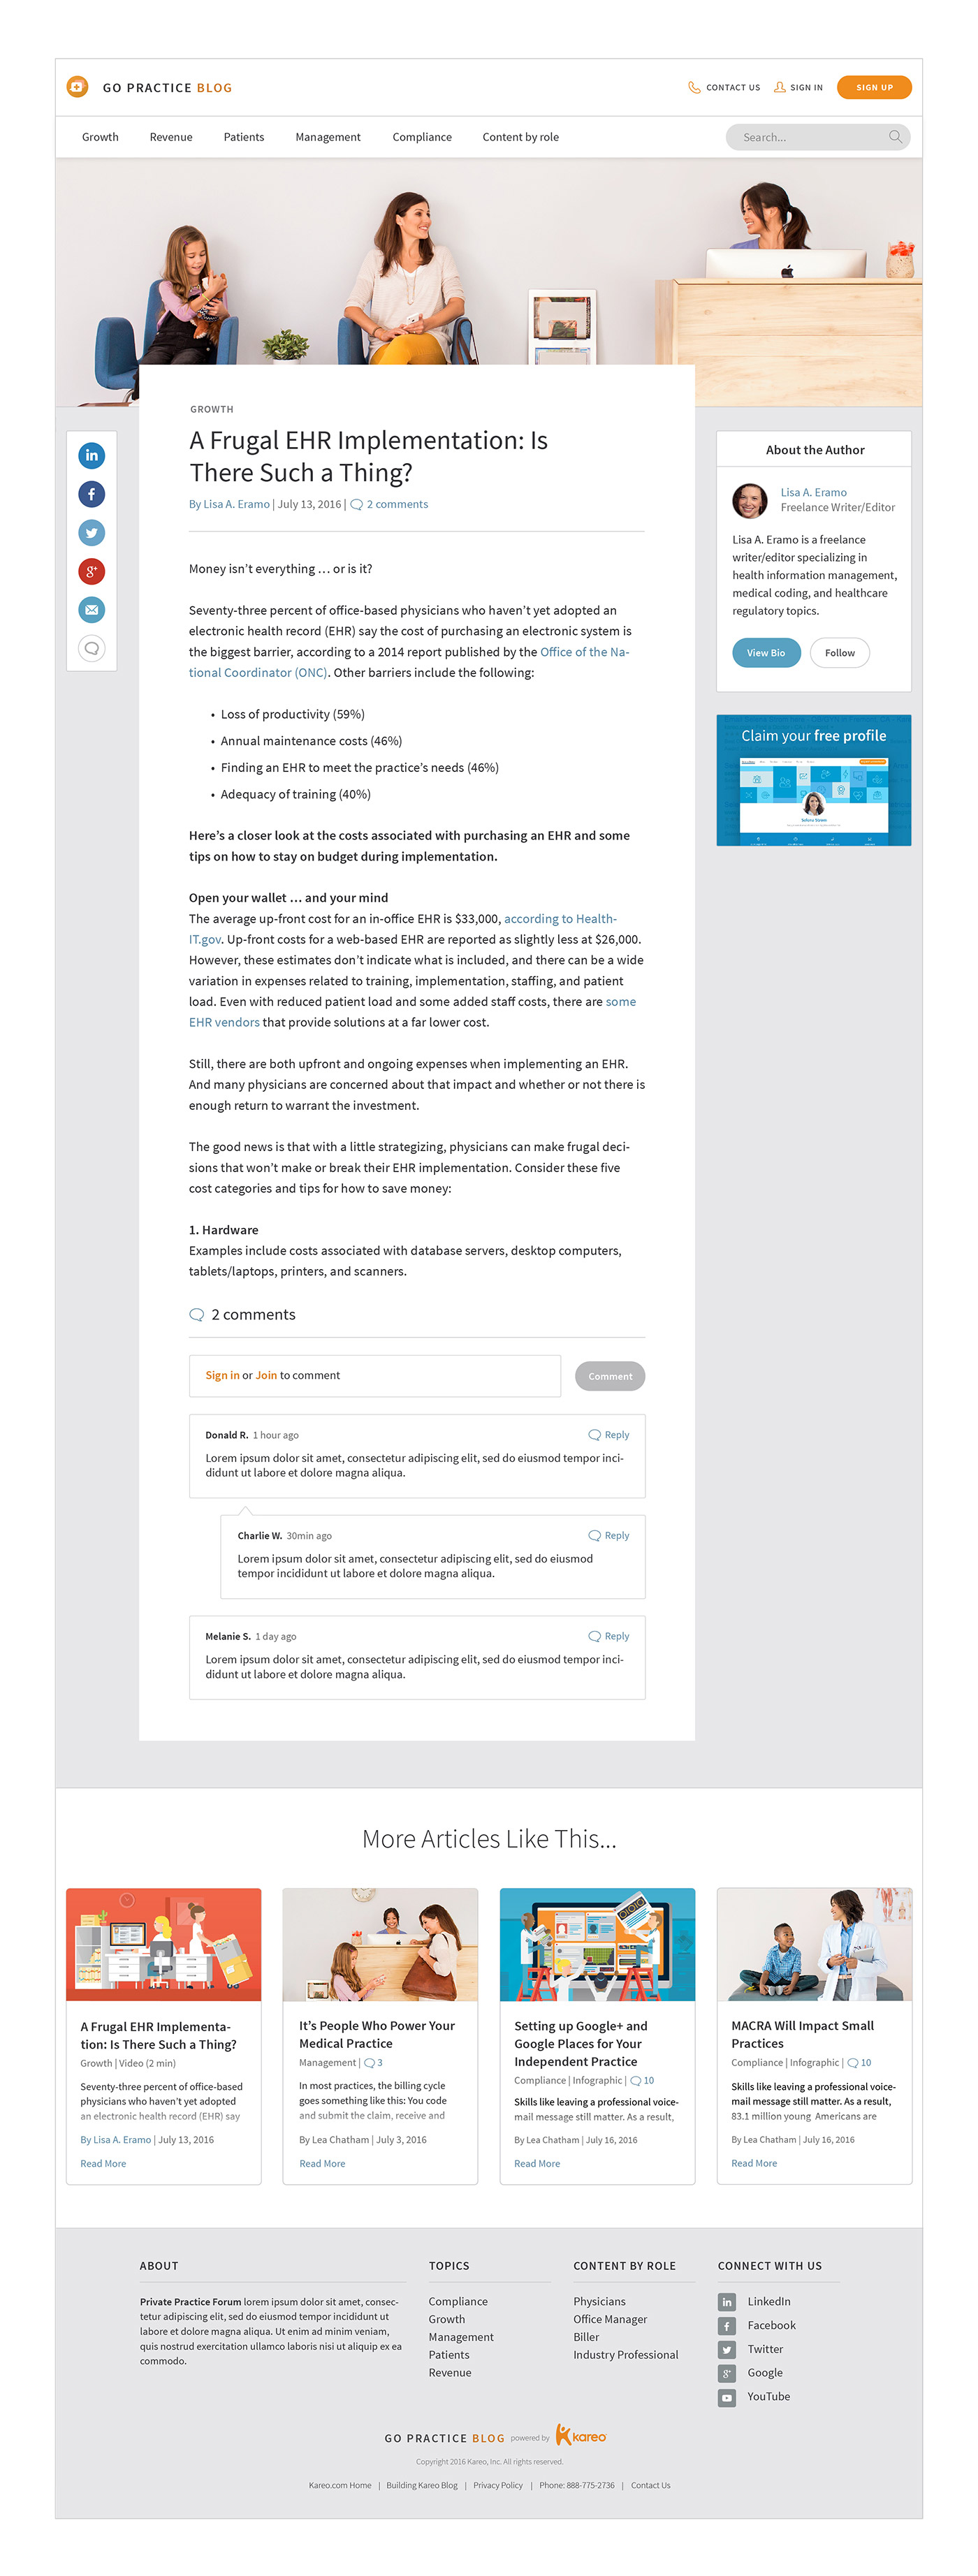 GO PRACTICE BLOG
CONTACT US
SIGN IN
SIGN UP
Growth
Revenue
Patients
Management
Compliance
Content by role
Search...
GROWTH
A Frugal EHR Implementation: Is
There Such a Thing?
By Lisa A. Eramo | July 13, 2016 | 2 comments
Money isn't everything … or is it?
Seventy-three percent of office-based physicians who haven't yet adopted an
electronic health record (EHR) say the cost of purchasing an electronic system is
the biggest barrier, according to a 2014 report published by the Office of the Na-
tional Coordinator (ONC). Other barriers include the following:
• Loss of productivity (59%)
• Annual maintenance costs (46%)
• Finding an EHR to meet the practice's needs (46%)
• Adequacy of training (40%)
Here's a closer look at the costs associated with purchasing an EHR and some
tips on how to stay on budget during implementation.
Open your wallet … and your mind
The average up-front cost for an in-office EHR is $33,000, according to Health-
IT.gov. Up-front costs for a web-based EHR are reported as slightly less at $26,000.
However, these estimates don't indicate what is included, and there can be a wide
variation in expenses related to training, implementation, staffing, and patient
load. Even with reduced patient load and some added staff costs, there are some
EHR vendors that provide solutions at a far lower cost.
Still, there are both upfront and ongoing expenses when implementing an EHR.
And many physicians are concerned about that impact and whether or not there is
enough return to warrant the investment.
The good news is that with a little strategizing, physicians can make frugal deci-
sions that won't make or break their EHR implementation. Consider these five
cost categories and tips for how to save money:
1. Hardware
Examples include costs associated with database servers, desktop computers,
tablets/laptops, printers, and scanners.
2 comments
Sign in or Join to comment
Comment
Donald R. 1 hour ago
Reply
Lorem ipsum dolor sit amet, consectetur adipiscing elit, sed do eiusmod tempor inci-
didunt ut labore et dolore magna aliqua.
Charlie W. 30min ago
Reply
Lorem ipsum dolor sit amet, consectetur adipiscing elit, sed do eiusmod
tempor incididunt ut labore et dolore magna aliqua.
Melanie S. 1 day ago
Reply
Lorem ipsum dolor sit amet, consectetur adipiscing elit, sed do eiusmod tempor inci-
didunt ut labore et dolore magna aliqua.
in
f
g+
About the Author
Lisa A. Eramo
Freelance Writer/Editor
Lisa A. Eramo is a freelance
writer/editor specializing in
health information management,
medical coding, and healthcare
regulatory topics.
View Bio
Follow
Claim your free profile
More Articles Like This...
A Frugal EHR Implementa-
tion: Is There Such a Thing?
Growth | Video (2 min)
Seventy-three percent of office-based
physicians who haven't yet adopted
an electronic health record (EHR) say
By Lisa A. Eramo | July 13, 2016
Read More
It's People Who Power Your
Medical Practice
Management | 3
In most practices, the billing cycle
goes something like this: You code
and submit the claim, receive and
By Lea Chatham | July 3, 2016
Read More
Setting up Google+ and
Google Places for Your
Independent Practice
Compliance | Infographic | 10
Skills like leaving a professional voice-
mail message still matter. As a result,
By Lea Chatham | July 16, 2016
Read More
MACRA Will Impact Small
Practices
Compliance | Infographic | 10
Skills like leaving a professional voice-
mail message still matter. As a result,
83.1 million young Americans are
By Lea Chatham | July 16, 2016
Read More
ABOUT
Private Practice Forum lorem ipsum dolor sit amet, consec-
tetur adipiscing elit, sed do eiusmod tempor incididunt ut
labore et dolore magna aliqua. Ut enim ad minim veniam,
quis nostrud exercitation ullamco laboris nisi ut aliquip ex ea
commodo.
TOPICS
Compliance
Growth
Management
Patients
Revenue
CONTENT BY ROLE
Physicians
Office Manager
Biller
Industry Professional
CONNECT WITH US
in LinkedIn
f Facebook
Twitter
g+ Google
YouTube
GO PRACTICE BLOG powered by kareo
Copyright 2016 Kareo, Inc. All rights reserved.
Kareo.com Home | Building Kareo Blog | Privacy Policy | Phone: 888-775-2736 | Contact Us